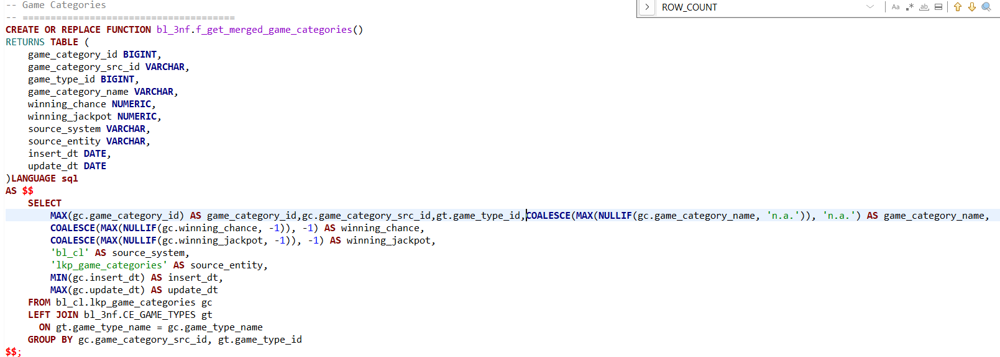 -- Game Categories
ROW_COUNT
Aa .* ab
-- ======================================
CREATE OR REPLACE FUNCTION bl_3nf.f_get_merged_game_categories()
RETURNS TABLE (
    game_category_id BIGINT,
    game_category_src_id VARCHAR,
    game_type_id BIGINT,
    game_category_name VARCHAR,
    winning_chance NUMERIC,
    winning_jackpot NUMERIC,
    source_system VARCHAR,
    source_entity VARCHAR,
    insert_dt DATE,
    update_dt DATE
)LANGUAGE sql
AS $$
    SELECT
        MAX(gc.game_category_id) AS game_category_id,gc.game_category_src_id,gt.game_type_id,COALESCE(MAX(NULLIF(gc.game_category_name, 'n.a.')), 'n.a.') AS game_category_name,
        COALESCE(MAX(NULLIF(gc.winning_chance, -1)), -1) AS winning_chance,
        COALESCE(MAX(NULLIF(gc.winning_jackpot, -1)), -1) AS winning_jackpot,
        'bl_cl' AS source_system,
        'lkp_game_categories' AS source_entity,
        MIN(gc.insert_dt) AS insert_dt,
        MAX(gc.update_dt) AS update_dt
    FROM bl_cl.lkp_game_categories gc
    LEFT JOIN bl_3nf.CE_GAME_TYPES gt
      ON gt.game_type_name = gc.game_type_name
    GROUP BY gc.game_category_src_id, gt.game_type_id
$$;